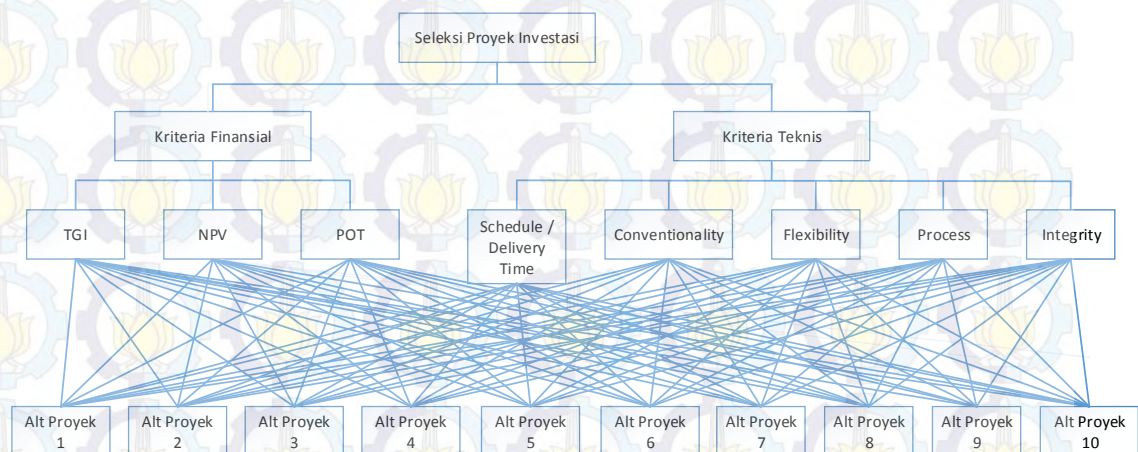 Seleksi Proyek Investasi
Kriteria Finansial
Kriteria Teknis
TGI
NPV
POT
Schedule /
Delivery
Time
Conventionality
Flexibility
Process
Integrity
Alt Proyek
1
Alt Proyek
2
Alt Proyek
3
Alt Proyek
4
Alt Proyek
5
Alt Proyek
6
Alt Proyek
7
Alt Proyek
8
Alt Proyek
9
Alt Proyek
10